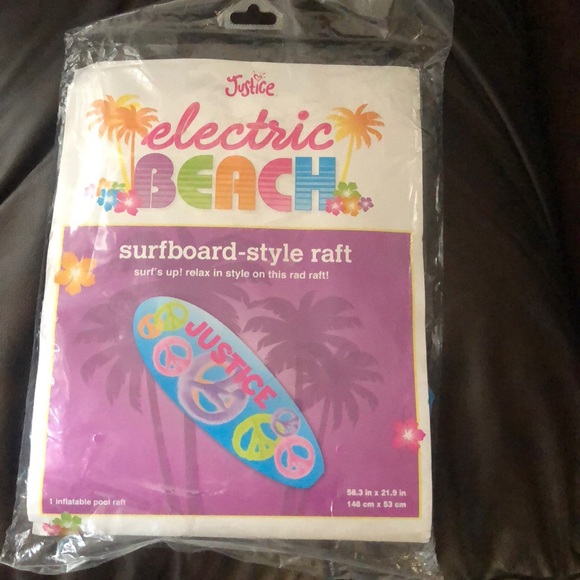 Justice
electric
BEACH
surfboard-style raft
surf's up! relax in style on this rad raft!
JUSTICE
58.3 in x 21.9 in
1 inflatable pool raft
148 cm x 53 cm